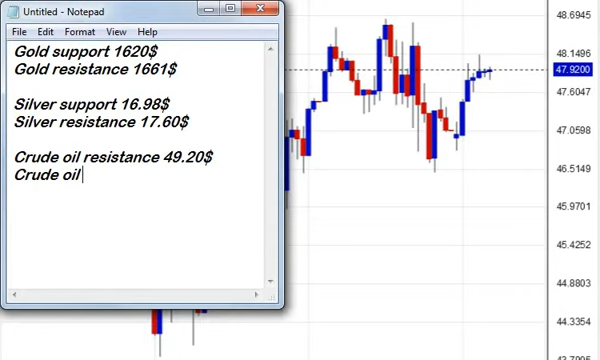 Untitled - Notepad
File Edit Format View Help
Gold support 1620$
Gold resistance 1661$
Silver support 16.98$
Silver resistance 17.60$
Crude oil resistance 49.20$
Crude oil
48.6945
48.1496
47.9200
47.6047
47.0598
46.5149
45.9701
45.4252
44.8803
44.3354